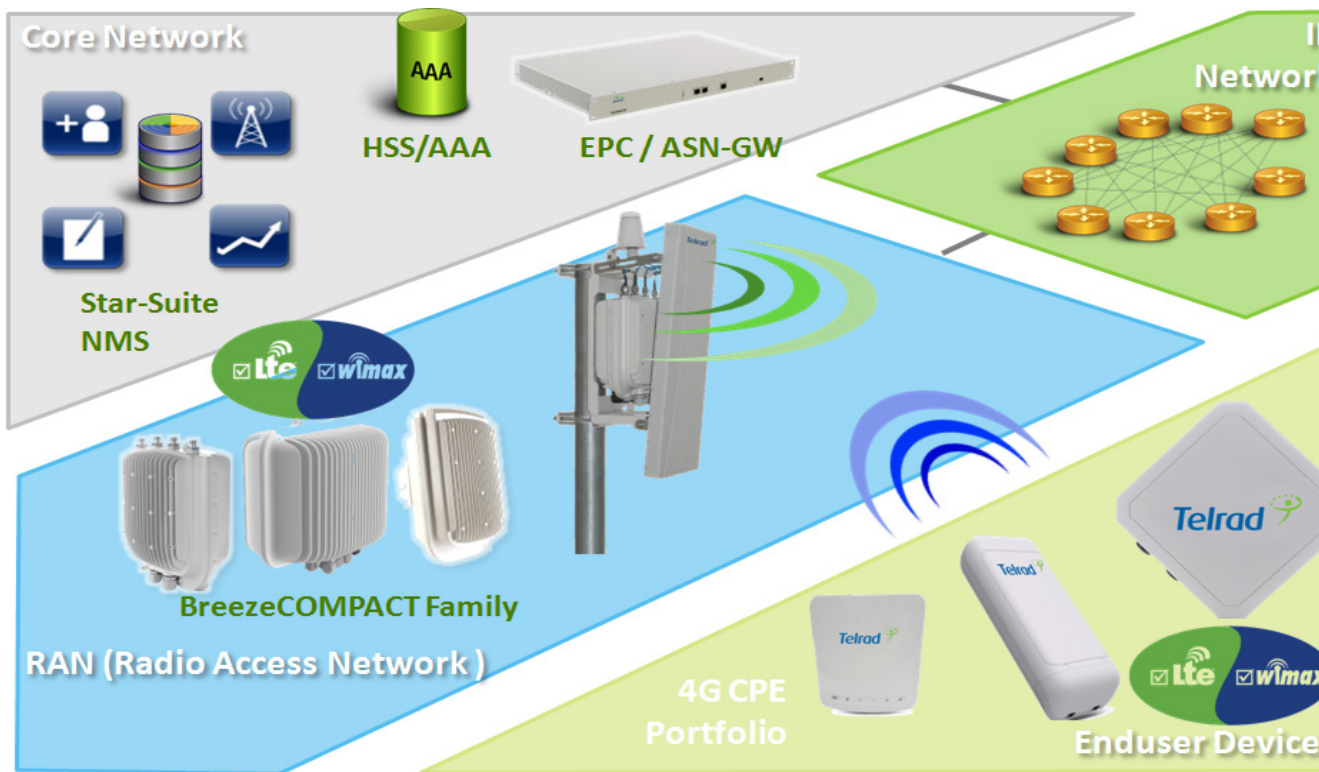 Core Network
AAA
HSS/AAA
EPC / ASN-GW
Network
Star-Suite
NMS
Lte
wimax
Telrad
BreezeCOMPACT Family
RAN (Radio Access Network )
Telrad
Telrad
Telrad
4G CPE
Portfolio
Lte
wimax
Enduser Device